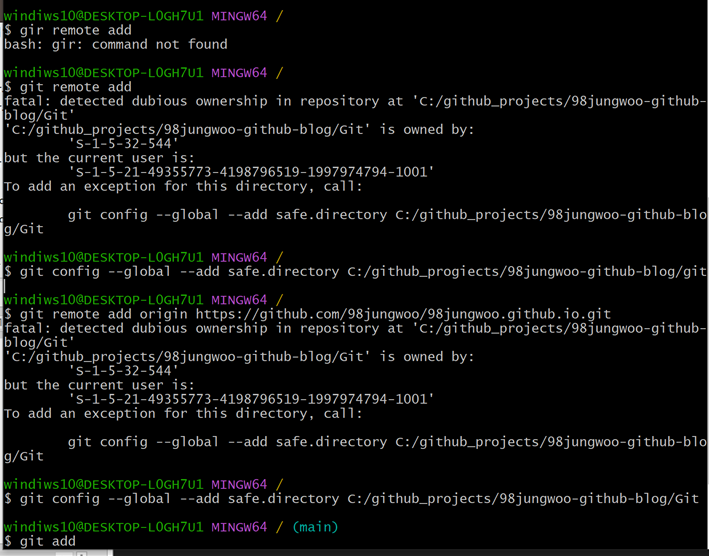 windiws10@DESKTOP-LOGH7U1 MINGW64 /
$ gir remote add
bash: gir: command not found
windiws10@DESKTOP-LOGH7U1 MINGW64 /
$ git remote add
fatal: detected dubious ownership in repository at 'C:/github_projects/98jungwoo-github-
blog/Git'
'C:/github_projects/98jungwoo-github-blog/Git' is owned by:
'S-1-5-32-544'
but the current user is:
'S-1-5-21-49355773-4198796519-1997974794-1001'
To add an exception for this directory, call:
git config --global --add safe.directory C:/github_projects/98jungwoo-github-blo
g/Git
windiws10@DESKTOP-LOGH7U1 MINGW64 /
$ git config --global --add safe.directory C:/github_progiects/98jungwoo-github-blog/git
windiws10@DESKTOP-LOGH7U1 MINGW64 /
$ git remote add origin https://github.com/98jungwoo/98jungwoo.github.io.git
fatal: detected dubious ownership in repository at 'C:/github_projects/98jungwoo-github-
blog/Git'
'C:/github_projects/98jungwoo-github-blog/Git' is owned by:
'S-1-5-32-544'
but the current user is:
'S-1-5-21-49355773-4198796519-1997974794-1001'
To add an exception for this directory, call:
git config --global --add safe.directory C:/github_projects/98jungwoo-github-blo
g/Git
windiws10@DESKTOP-LOGH7U1 MINGW64 /
$ git config --global --add safe.directory C:/github_projects/98jungwoo-github-blog/Git
windiws10@DESKTOP-LOGH7U1 MINGW64 / (main)
$ git add